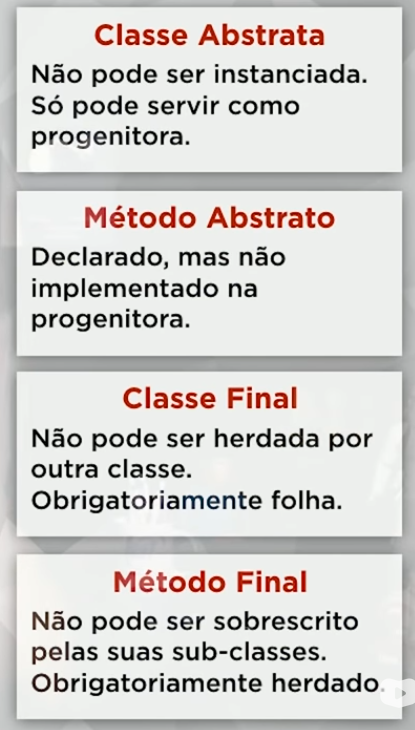 Classe Abstrata
Não pode ser instanciada.
Só pode servir como
progenitora.
Método Abstrato
Declarado, mas não
implementado na
progenitora.
Classe Final
Não pode ser herdada por
outra classe.
Obrigatoriamente folha.
Método Final
Não pode ser sobrescrito
pelas suas sub-classes.
Obrigatoriamente herdado.